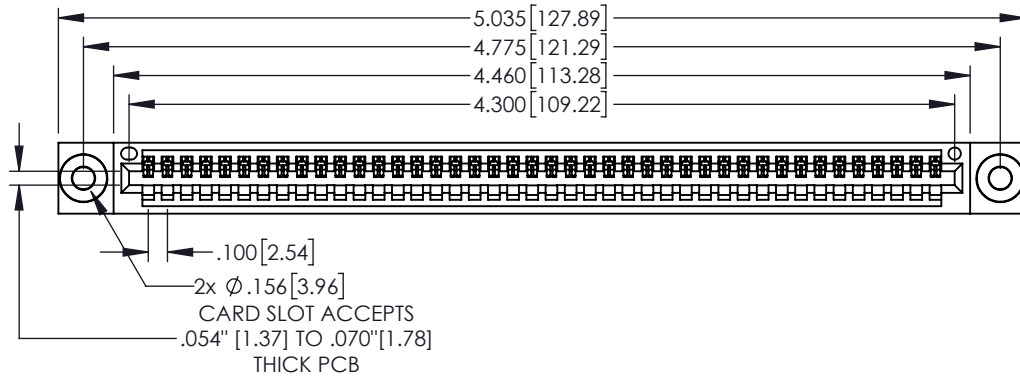 5.035[127.89]
4.775[121.29]
4.460[113.28]
4.300[109.22]
.100[2.54]
2x Ø.156[3.96]
CARD SLOT ACCEPTS
.054" [1.37] TO .070"[1.78]
THICK PCB